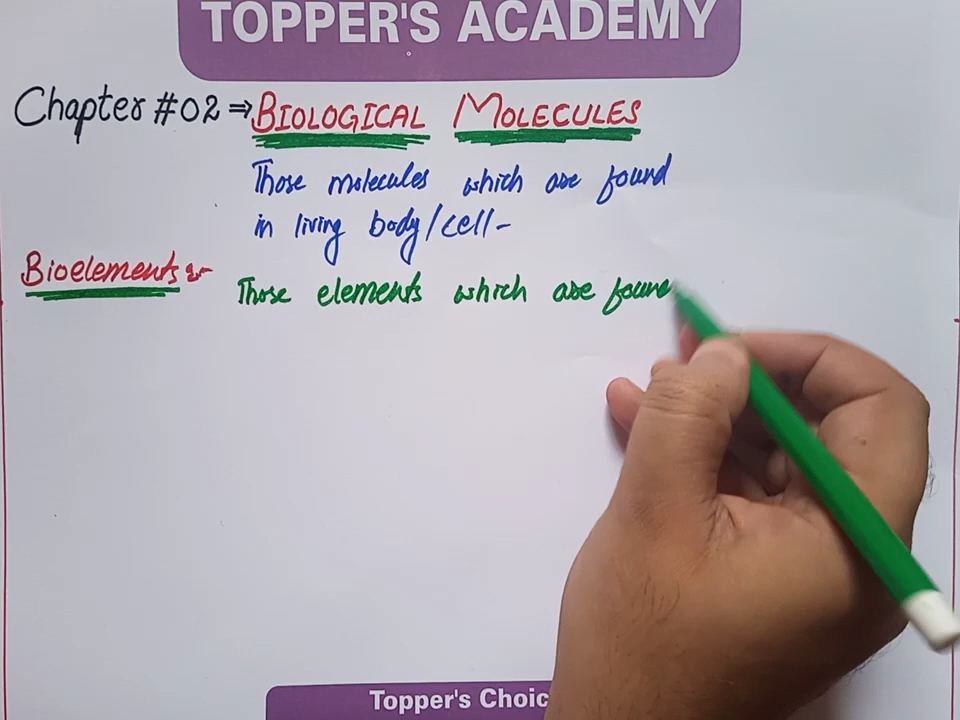 TOPPER'S ACADEMY
Chapter #02 ⇒ BIOLOGICAL MOLECULES
Those molecules which are found
in living body/cell-
Bioelements:- Those elements which are found
Topper's Choic